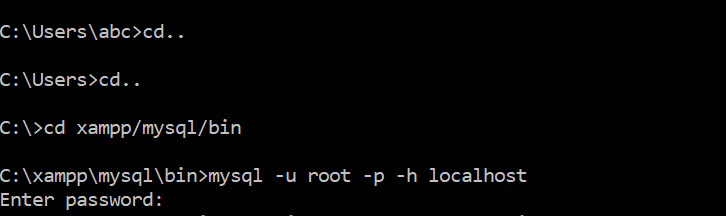 C:\Users\abc>cd..
C:\Users>cd..
C:\>cd xampp/mysql/bin
C:\xampp\mysql\bin>mysql -u root -p -h localhost
Enter password: